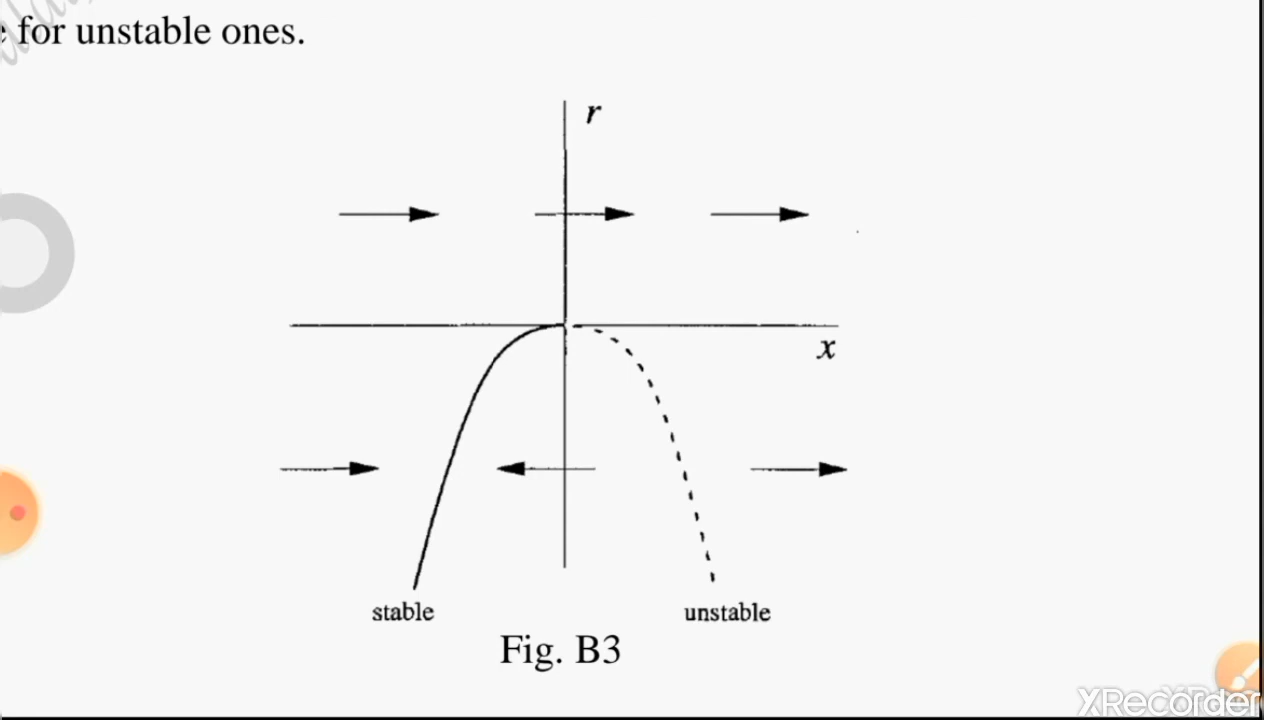 for unstable ones.
r
x
stable
unstable
Fig. B3
XRecorder